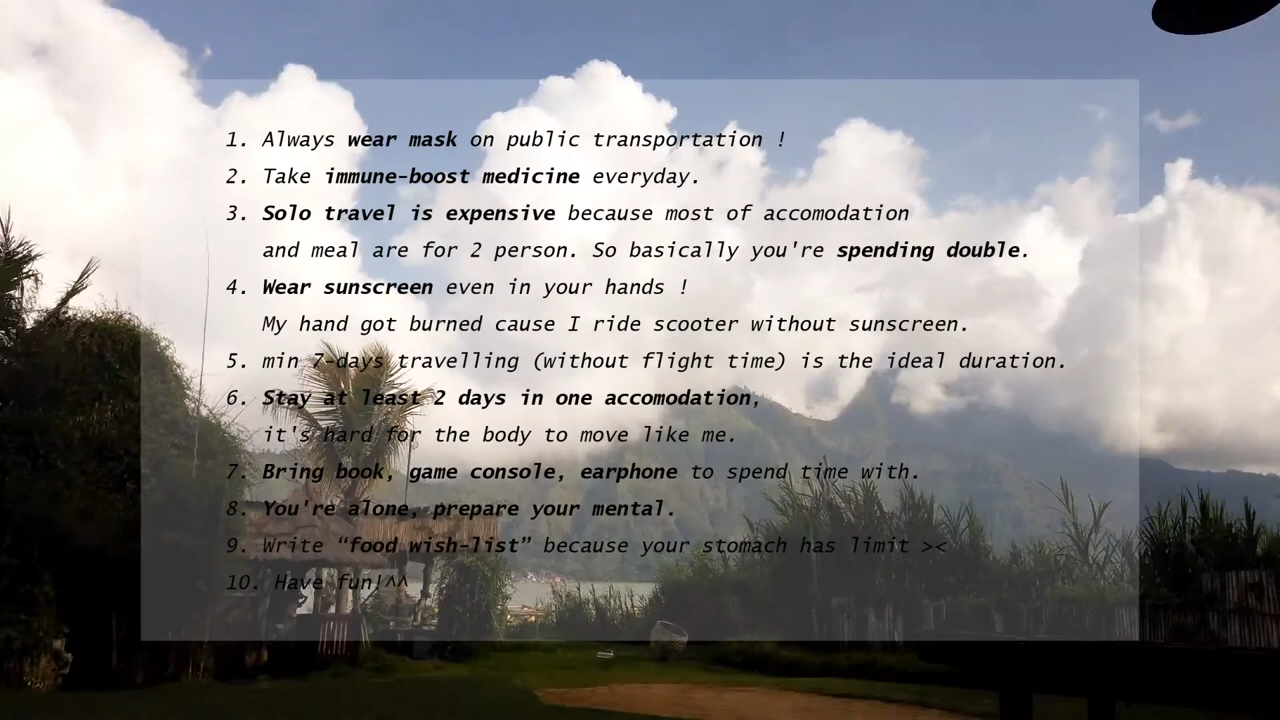 1. Always wear mask on public transportation !
2. Take immune-boost medicine everyday.
3. Solo travel is expensive because most of accomodation
and meal are for 2 person. So basically you're spending double.
4. Wear sunscreen even in your hands !
My hand got burned cause I ride scooter without sunscreen.
5. min 7-days travelling (without flight time) is the ideal duration.
6. Stay at least 2 days in one accomodation,
it's hard for the body to move like me.
7. Bring book, game console, earphone to spend time with.
8. You're alone, prepare your mental.
9. Write “food wish-list” because your stomach has limit ><
10. Have fun!^^